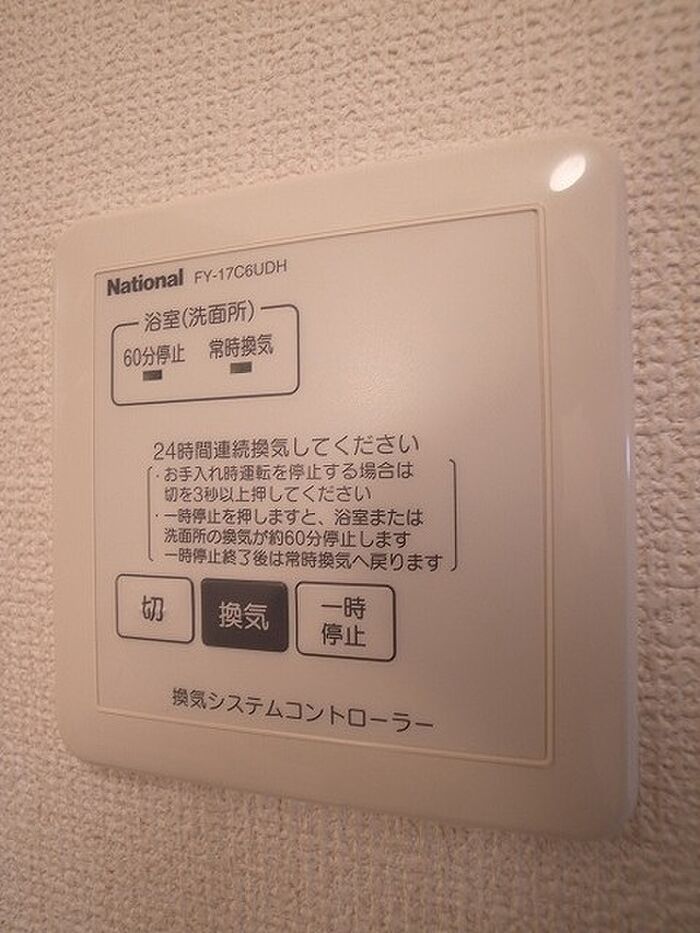 National FY-17C6UDH
浴室(洗面所)
60分停止 常時換気
24時間連続換気してください
・お手入れ時運転を停止する場合は
切を3秒以上押してください
・一時停止を押しますと、浴室または
洗面所の換気が約60分停止します
一時停止終了後は常時換気へ戻ります
切 換気 一時
停止
換気システムコントローラー